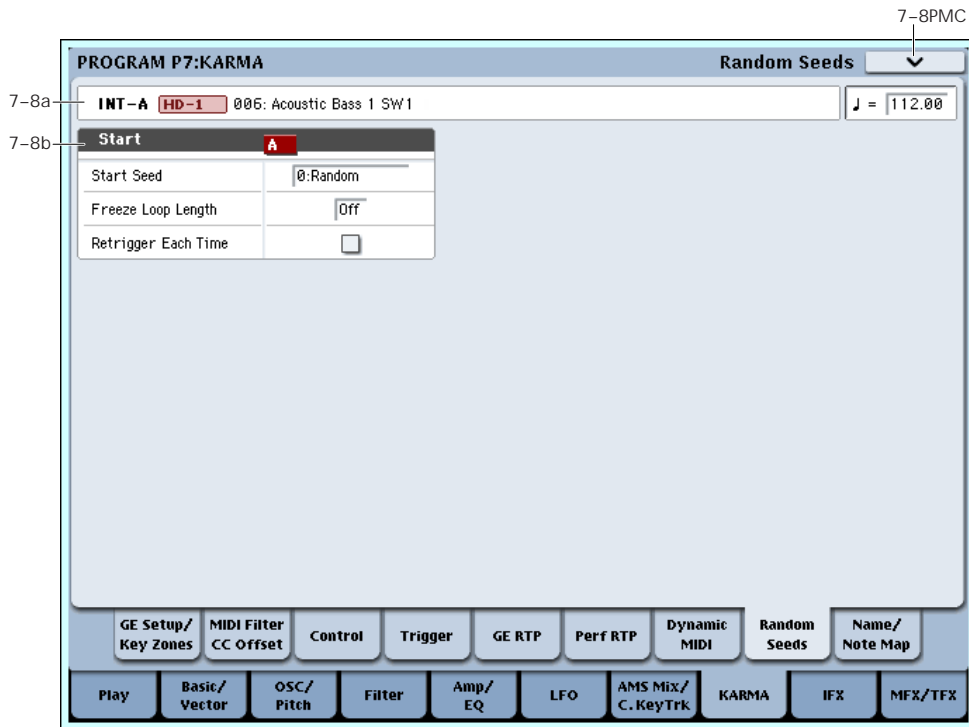 7-8PMC
PROGRAM P7:KARMA Random Seeds
7-8a INT-A HD-1 006: Acoustic Bass 1 SW1 ♩ = 112.00
7-8b Start A
Start Seed 0:Random
Freeze Loop Length Off
Retrigger Each Time
GE Setup/ Key Zones
MIDI Filter CC Offset
Control
Trigger
GE RTP
Perf RTP
Dynamic MIDI
Random Seeds
Name/ Note Map
Play
Basic/ Vector
OSC/ Pitch
Filter
Amp/ EQ
LFO
AMS Mix/ C.KeyTrk
KARMA
IFX
MFX/TFX